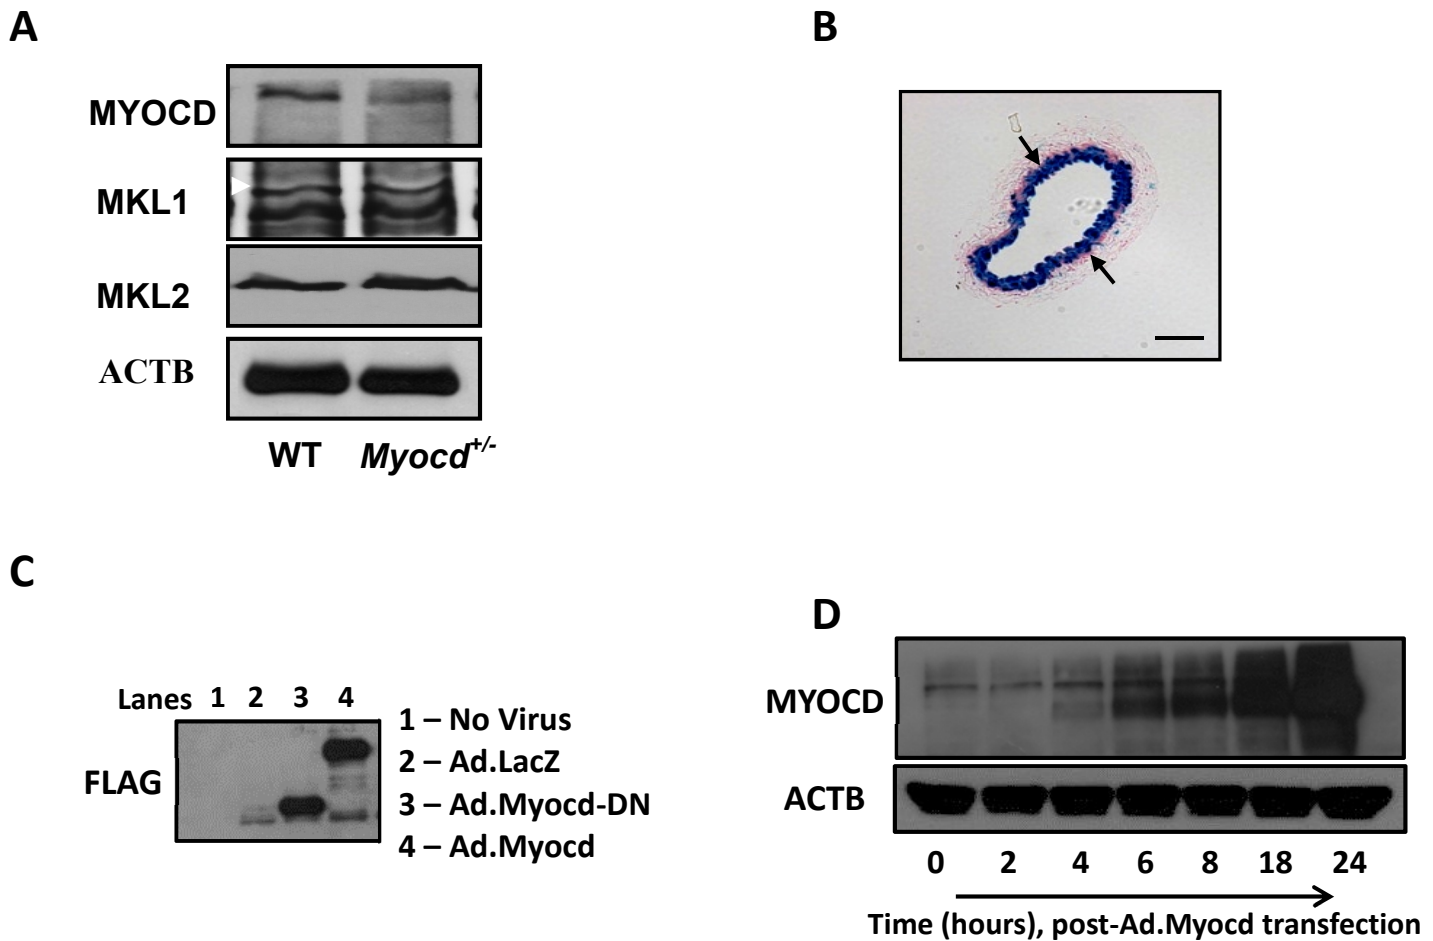 A
MYOCD
MKL1
MKL2
ACTB
WT Myocd+/-
B
C
Lanes 1 2 3 4
FLAG
1 – No Virus
2 – Ad.LacZ
3 – Ad.Myocd-DN
4 – Ad.Myocd
D
MYOCD
ACTB
0 2 4 6 8 18 24
Time (hours), post-Ad.Myocd transfection